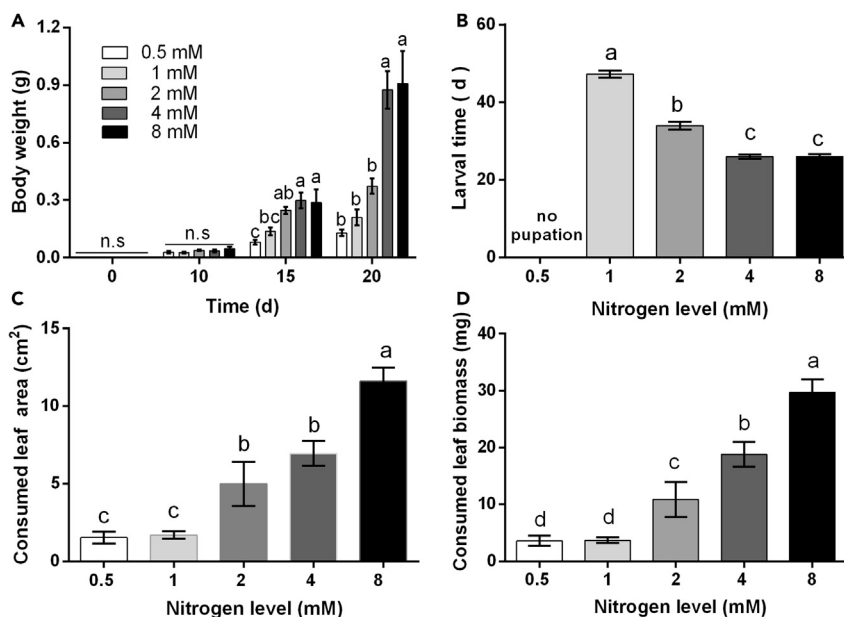 A
Body weight (g)
1.2
0.9
0.6
0.3
0.0
0.5 mM
1 mM
2 mM
4 mM
8 mM
n.s
n.s
c
bc
ab
a
a
b
b
b
a
a
0
10
15
20
Time (d)
B
Larval time ( d )
60
40
20
0
no
pupation
a
b
c
c
0.5
1
2
4
8
Nitrogen level (mM)
C
Consumed leaf area (cm²)
15
10
5
0
c
c
b
b
a
0.5
1
2
4
8
Nitrogen level (mM)
D
Consumed leaf biomass (mg)
40
30
20
10
0
d
d
c
b
a
0.5
1
2
4
8
Nitrogen level (mM)